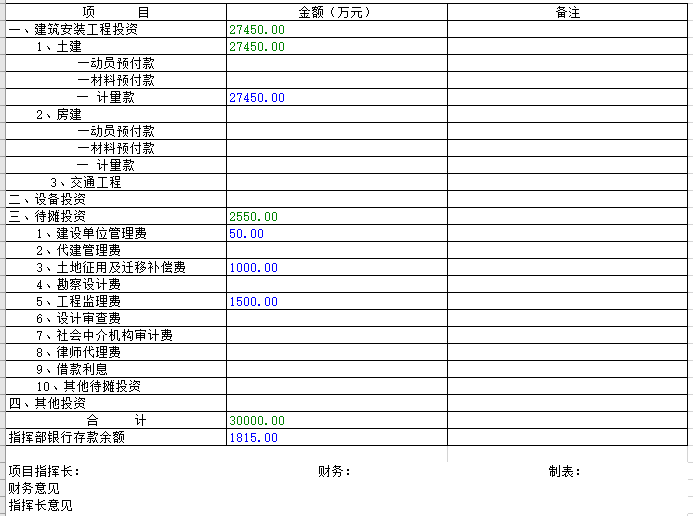 项 目 金额（万元） 备注
一、建筑安装工程投资 27450.00
1、土建 27450.00
一动员预付款
一材料预付款
一 计量款 27450.00
2、房建
一动员预付款
一材料预付款
一 计量款
3、交通工程
二、设备投资
三、待摊投资 2550.00
1、建设单位管理费 50.00
2、代建管理费
3、土地征用及迁移补偿费 1000.00
4、勘察设计费
5、工程监理费 1500.00
6、设计审查费
7、社会中介机构审计费
8、律师代理费
9、借款利息
10、其他待摊投资
四、其他投资
合 计 30000.00
指挥部银行存款余额 1815.00
项目指挥长： 财务： 制表：
财务意见
指挥长意见